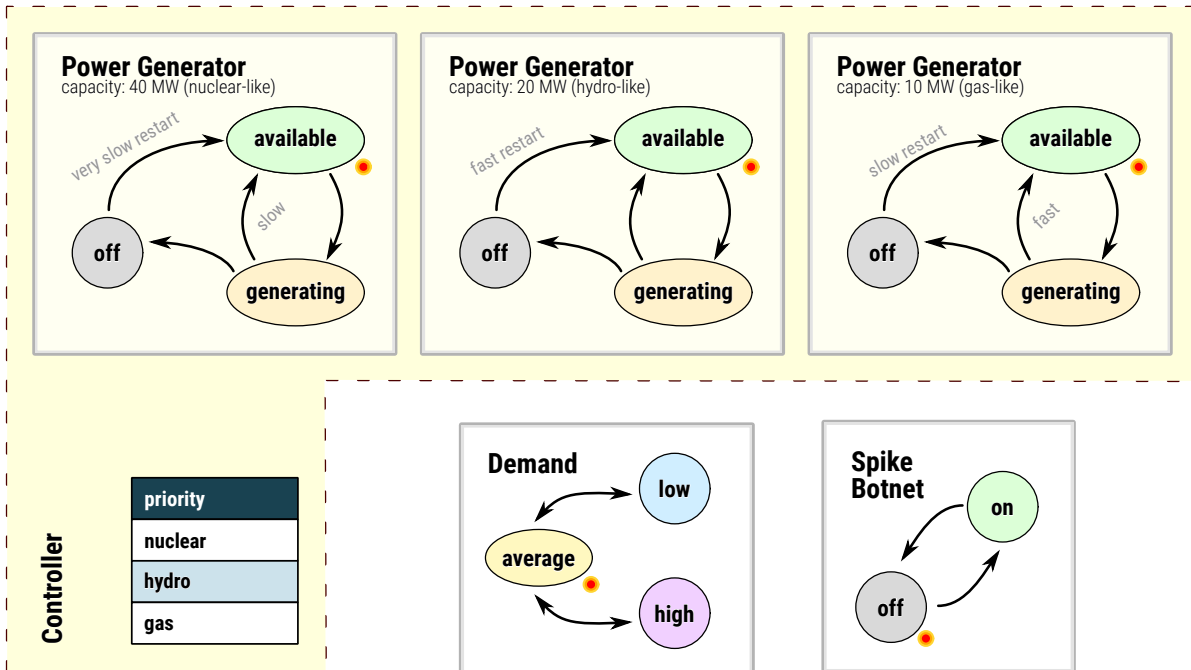 Power Generator
capacity: 40 MW (nuclear-like)
very slow restart
available
slow
off
generating
Power Generator
capacity: 20 MW (hydro-like)
fast restart
available
off
generating
Power Generator
capacity: 10 MW (gas-like)
slow restart
available
fast
off
generating
Controller
priority
nuclear
hydro
gas
Demand
low
average
high
Spike
Botnet
on
off